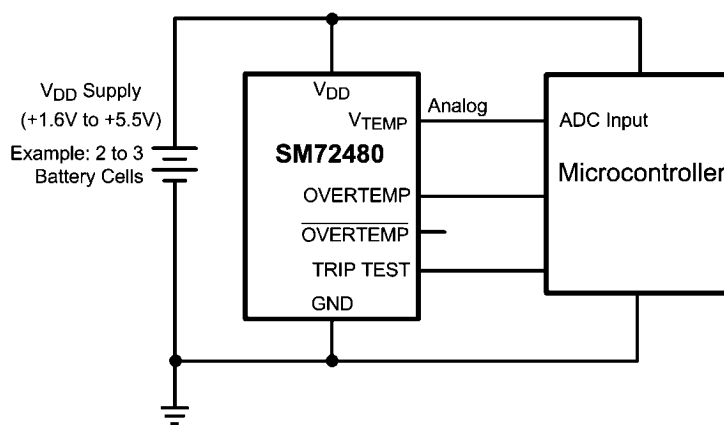 V_DD Supply
(+1.6V to +5.5V)
Example: 2 to 3
Battery Cells
V_DD
V_TEMP
SM72480
OVERTEMP
OVERTEMP
TRIP TEST
GND
Analog
ADC Input
Microcontroller